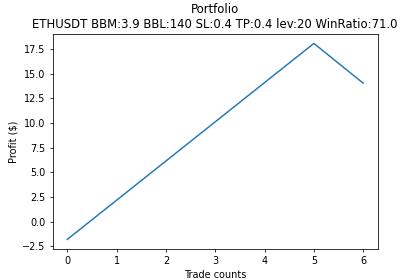 Portfolio
ETHUSDT BBM:3.9 BBL:140 SL:0.4 TP:0.4 lev:20 WinRatio:71.0
17.5
15.0
12.5
10.0
7.5
5.0
2.5
0.0
−2.5
Profit ($)
0 1 2 3 4 5 6
Trade counts